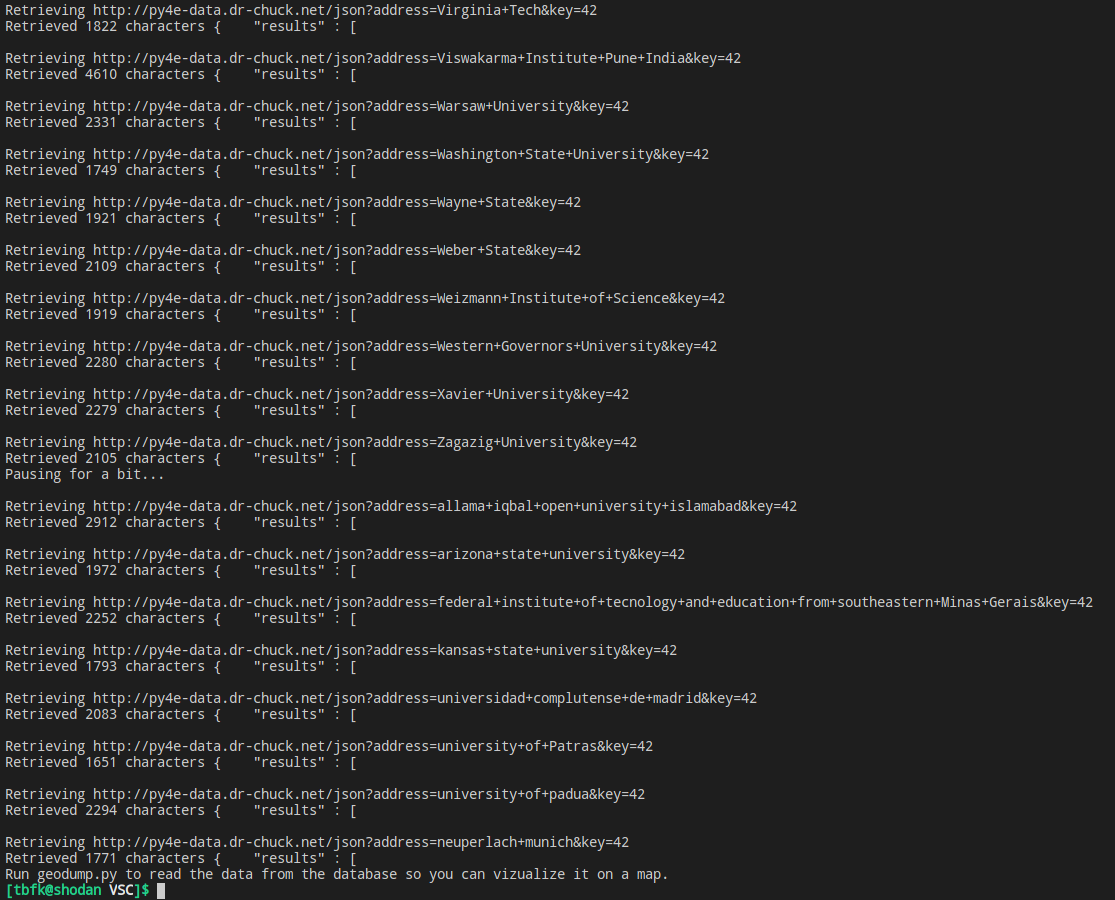 Retrieving http://py4e-data.dr-chuck.net/json?address=Virginia+Tech&key=42
Retrieved 1822 characters {    "results" : [
Retrieving http://py4e-data.dr-chuck.net/json?address=Viswakarma+Institute+Pune+India&key=42
Retrieved 4610 characters {    "results" : [
Retrieving http://py4e-data.dr-chuck.net/json?address=Warsaw+University&key=42
Retrieved 2331 characters {    "results" : [
Retrieving http://py4e-data.dr-chuck.net/json?address=Washington+State+University&key=42
Retrieved 1749 characters {    "results" : [
Retrieving http://py4e-data.dr-chuck.net/json?address=Wayne+State&key=42
Retrieved 1921 characters {    "results" : [
Retrieving http://py4e-data.dr-chuck.net/json?address=Weber+State&key=42
Retrieved 2109 characters {    "results" : [
Retrieving http://py4e-data.dr-chuck.net/json?address=Weizmann+Institute+of+Science&key=42
Retrieved 1919 characters {    "results" : [
Retrieving http://py4e-data.dr-chuck.net/json?address=Western+Governors+University&key=42
Retrieved 2280 characters {    "results" : [
Retrieving http://py4e-data.dr-chuck.net/json?address=Xavier+University&key=42
Retrieved 2279 characters {    "results" : [
Retrieving http://py4e-data.dr-chuck.net/json?address=Zagazig+University&key=42
Retrieved 2105 characters {    "results" : [
Pausing for a bit...
Retrieving http://py4e-data.dr-chuck.net/json?address=allama+iqbal+open+university+islamabad&key=42
Retrieved 2912 characters {    "results" : [
Retrieving http://py4e-data.dr-chuck.net/json?address=arizona+state+university&key=42
Retrieved 1972 characters {    "results" : [
Retrieving http://py4e-data.dr-chuck.net/json?address=federal+institute+of+tecnology+and+education+from+southeastern+Minas+Gerais&key=42
Retrieved 2252 characters {    "results" : [
Retrieving http://py4e-data.dr-chuck.net/json?address=kansas+state+university&key=42
Retrieved 1793 characters {    "results" : [
Retrieving http://py4e-data.dr-chuck.net/json?address=universidad+complutense+de+madrid&key=42
Retrieved 2083 characters {    "results" : [
Retrieving http://py4e-data.dr-chuck.net/json?address=university+of+Patras&key=42
Retrieved 1651 characters {    "results" : [
Retrieving http://py4e-data.dr-chuck.net/json?address=university+of+padua&key=42
Retrieved 2294 characters {    "results" : [
Retrieving http://py4e-data.dr-chuck.net/json?address=neuperlach+munich&key=42
Retrieved 1771 characters {    "results" : [
Run geodump.py to read the data from the database so you can vizualize it on a map.
[tbfk@shodan VSC]$